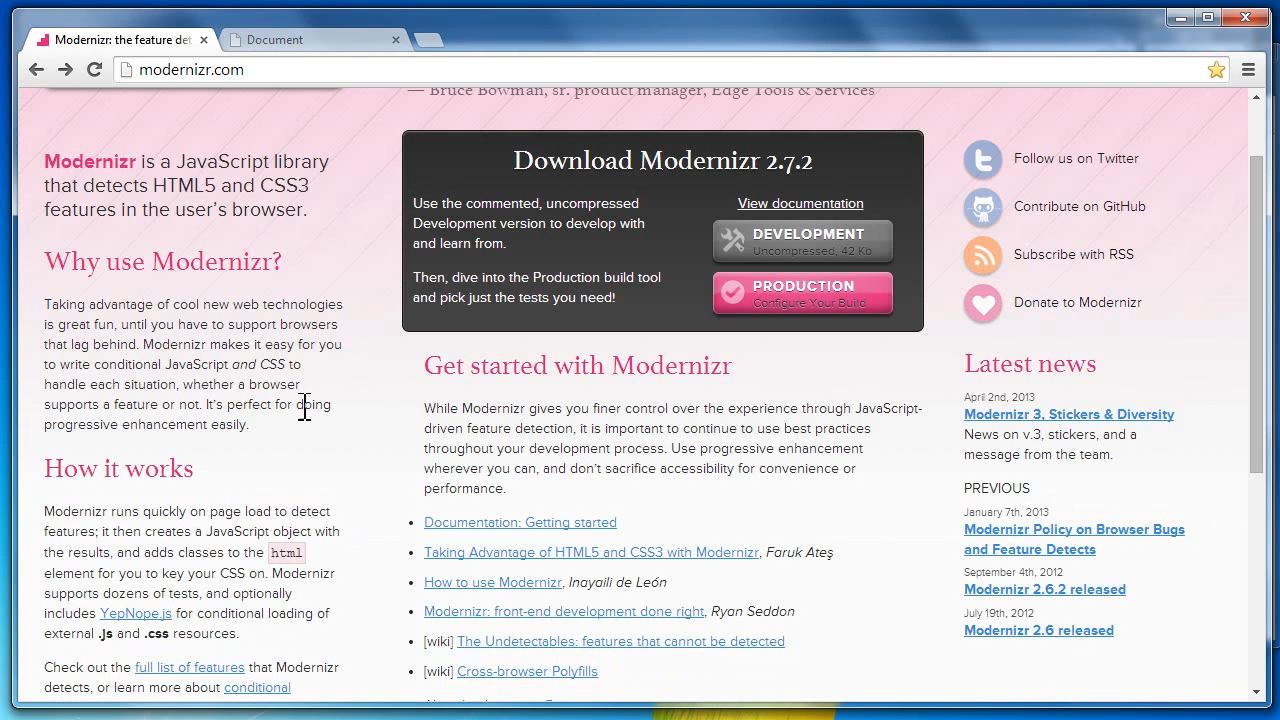 Modernizr: the feature det
Document
modernizr.com
— Bruce Bowman, sr. product manager, Edge Tools & Services
Modernizr is a JavaScript library
that detects HTML5 and CSS3
features in the user's browser.
Why use Modernizr?
Taking advantage of cool new web technologies
is great fun, until you have to support browsers
that lag behind. Modernizr makes it easy for you
to write conditional JavaScript and CSS to
handle each situation, whether a browser
supports a feature or not. It's perfect for doing
progressive enhancement easily.
How it works
Modernizr runs quickly on page load to detect
features; it then creates a JavaScript object with
the results, and adds classes to the html
element for you to key your CSS on. Modernizr
supports dozens of tests, and optionally
includes YepNope.js for conditional loading of
external .js and .css resources.
Check out the full list of features that Modernizr
detects, or learn more about conditional
Download Modernizr 2.7.2
Use the commented, uncompressed
Development version to develop with
and learn from.
Then, dive into the Production build tool
and pick just the tests you need!
View documentation
DEVELOPMENT
Uncompressed, 42 Kb
PRODUCTION
Configure Your Build
Get started with Modernizr
While Modernizr gives you finer control over the experience through JavaScript-
driven feature detection, it is important to continue to use best practices
throughout your development process. Use progressive enhancement
wherever you can, and don't sacrifice accessibility for convenience or
performance.
• Documentation: Getting started
• Taking Advantage of HTML5 and CSS3 with Modernizr, Faruk Ateş
• How to use Modernizr, Inayaili de León
• Modernizr: front-end development done right, Ryan Seddon
• [wiki] The Undetectables: features that cannot be detected
• [wiki] Cross-browser Polyfills
Follow us on Twitter
Contribute on GitHub
Subscribe with RSS
Donate to Modernizr
Latest news
April 2nd, 2013
Modernizr 3, Stickers & Diversity
News on v.3, stickers, and a
message from the team.
PREVIOUS
January 7th, 2013
Modernizr Policy on Browser Bugs
and Feature Detects
September 4th, 2012
Modernizr 2.6.2 released
July 19th, 2012
Modernizr 2.6 released